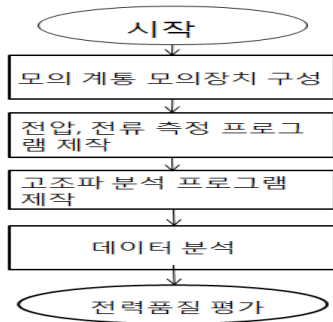 시작
모의 계통 모의장치 구성
전압, 전류 측정 프로그
램 제작
고조파 분석 프로그램
제작
데이터 분석
전력품질 평가